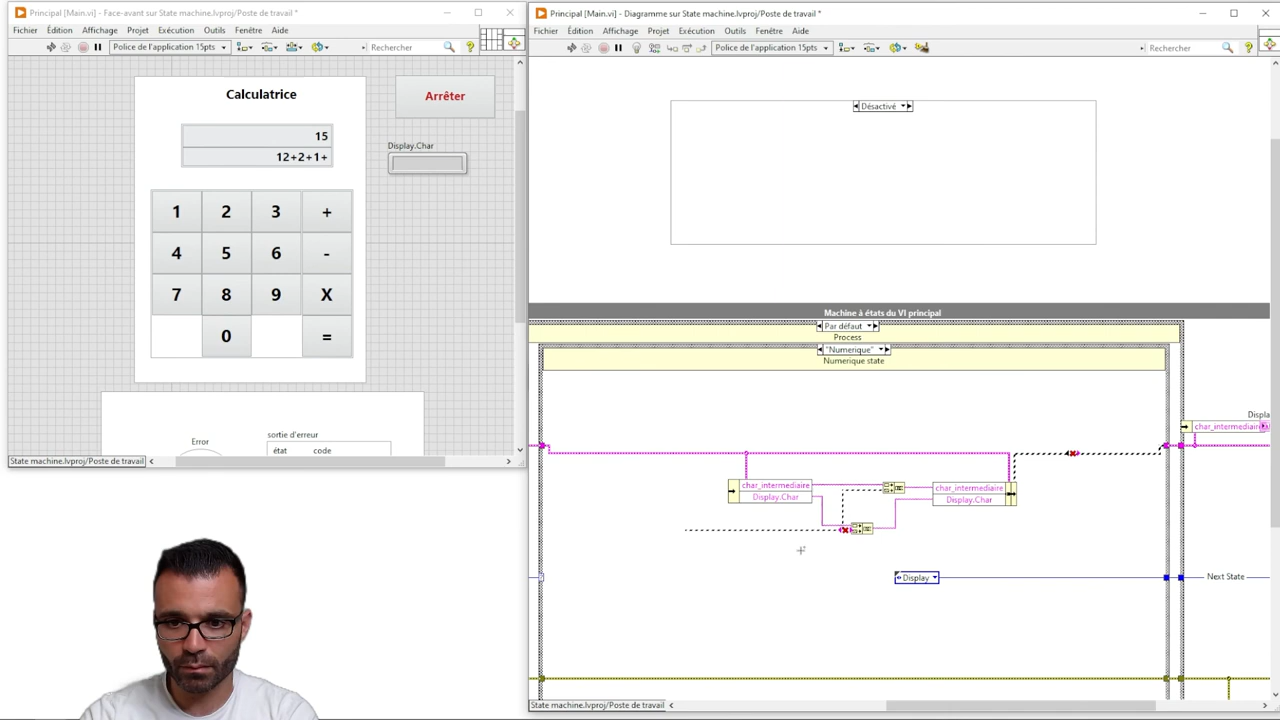 Principal [Main.vi] - Face-avant sur State machine.lvproj/Poste de travail *
Fichier Édition Affichage Projet Exécution Outils Fenêtre Aide
Police de l'application 15pts
Rechercher
Calculatrice
Arrêter
15
12+2+1+
Display.Char
1 2 3 +
4 5 6 -
7 8 9 X
0 =
Error
sortie d'erreur
état code
State machine.lvproj/Poste de travail
Principal [Main.vi] - Diagramme sur State machine.lvproj/Poste de travail *
Fichier Édition Affichage Projet Exécution Outils Fenêtre Aide
Police de l'application 15pts
Rechercher
Désactivé
Machine à états du VI principal
Par défaut
Process
"Numerique"
Numerique state
Displa
char_intermediaire
char_intermediaire
Display.Char
char_intermediaire
Display.Char
Display
Next State
State machine.lvproj/Poste de travail